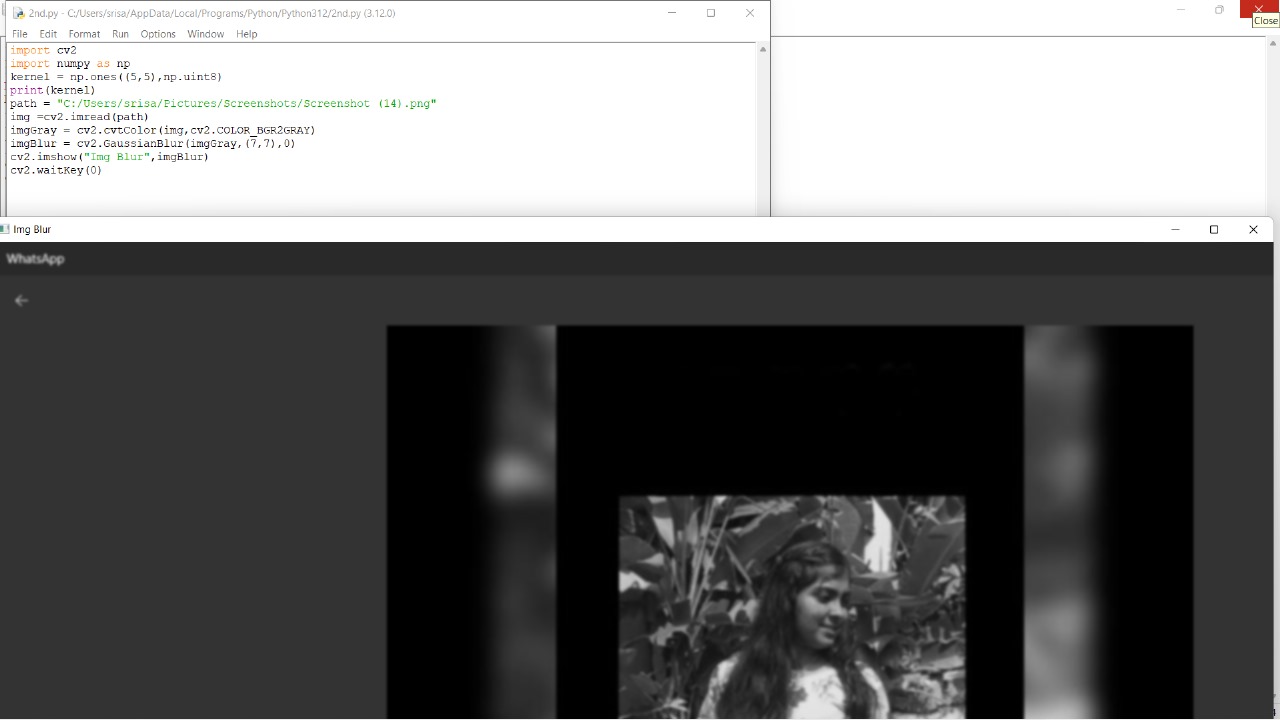 2nd.py - C:/Users/srisa/AppData/Local/Programs/Python/Python312/2nd.py (3.12.0)
Close
File Edit Format Run Options Window Help
import cv2
import numpy as np
kernel = np.ones((5,5),np.uint8)
print(kernel)
path = "C:/Users/srisa/Pictures/Screenshots/Screenshot (14).png"
img =cv2.imread(path)
imgGray = cv2.cvtColor(img,cv2.COLOR_BGR2GRAY)
imgBlur = cv2.GaussianBlur(imgGray,(7,7),0)
cv2.imshow("Img Blur",imgBlur)
cv2.waitKey(0)
Img Blur
WhatsApp